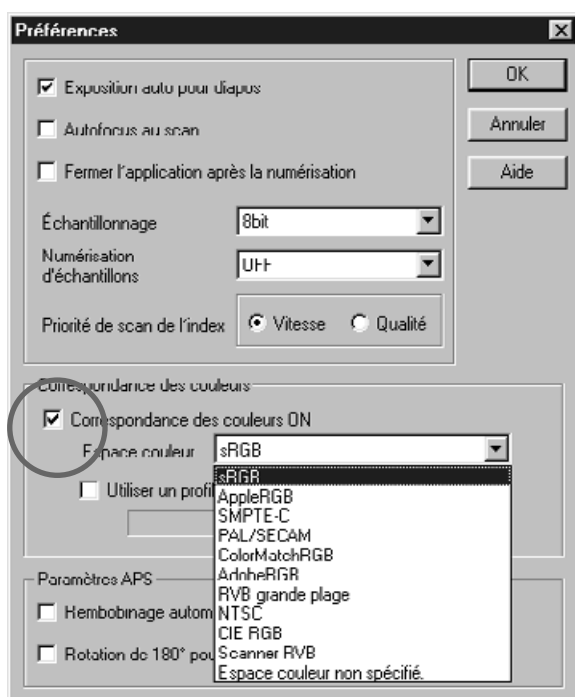 Préférences
Exposition auto pour diapos
OK
Autofocus au scan
Annuler
Fermer l'application après la numérisation
Aide
Échantillonnage
8bit
Numérisation
d'échantillons
OFF
Priorité de scan de l'index
Vitesse
Qualité
Correspondance des couleurs
Correspondance des couleurs ON
Espace couleur
sRGB
sRGB
Utiliser un profil
AppleRGB
SMPTE-C
PAL/SECAM
ColorMatchRGB
AdobeRGB
Paramètres APS
RVB grande plage
Rembobinage autom
NTSC
CIE RGB
Rotation de 180° pou
Scanner RVB
Espace couleur non spécifié.